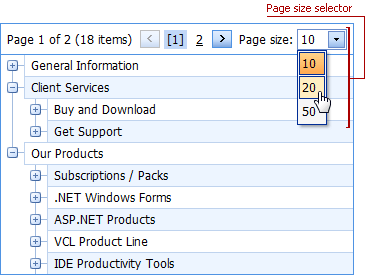 Page size selector
Page 1 of 2 (18 items) [1] 2 Page size: 10
General Information
10
Client Services
20
Buy and Download
50
Get Support
Our Products
Subscriptions / Packs
.NET Windows Forms
ASP.NET Products
VCL Product Line
IDE Productivity Tools